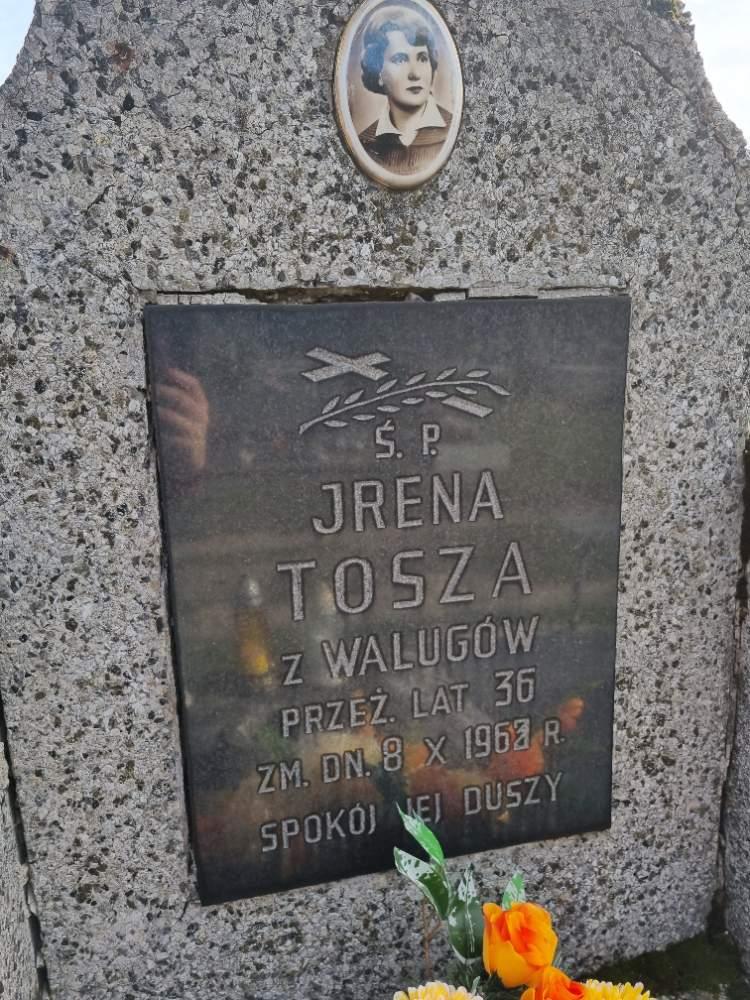 Ś. P.
JRENA
TOSZA
Z WALUGÓW
PRZEŻ. LAT 36
ZM. DN. 8 X R.
SPOKÓJ JEJ DUSZY